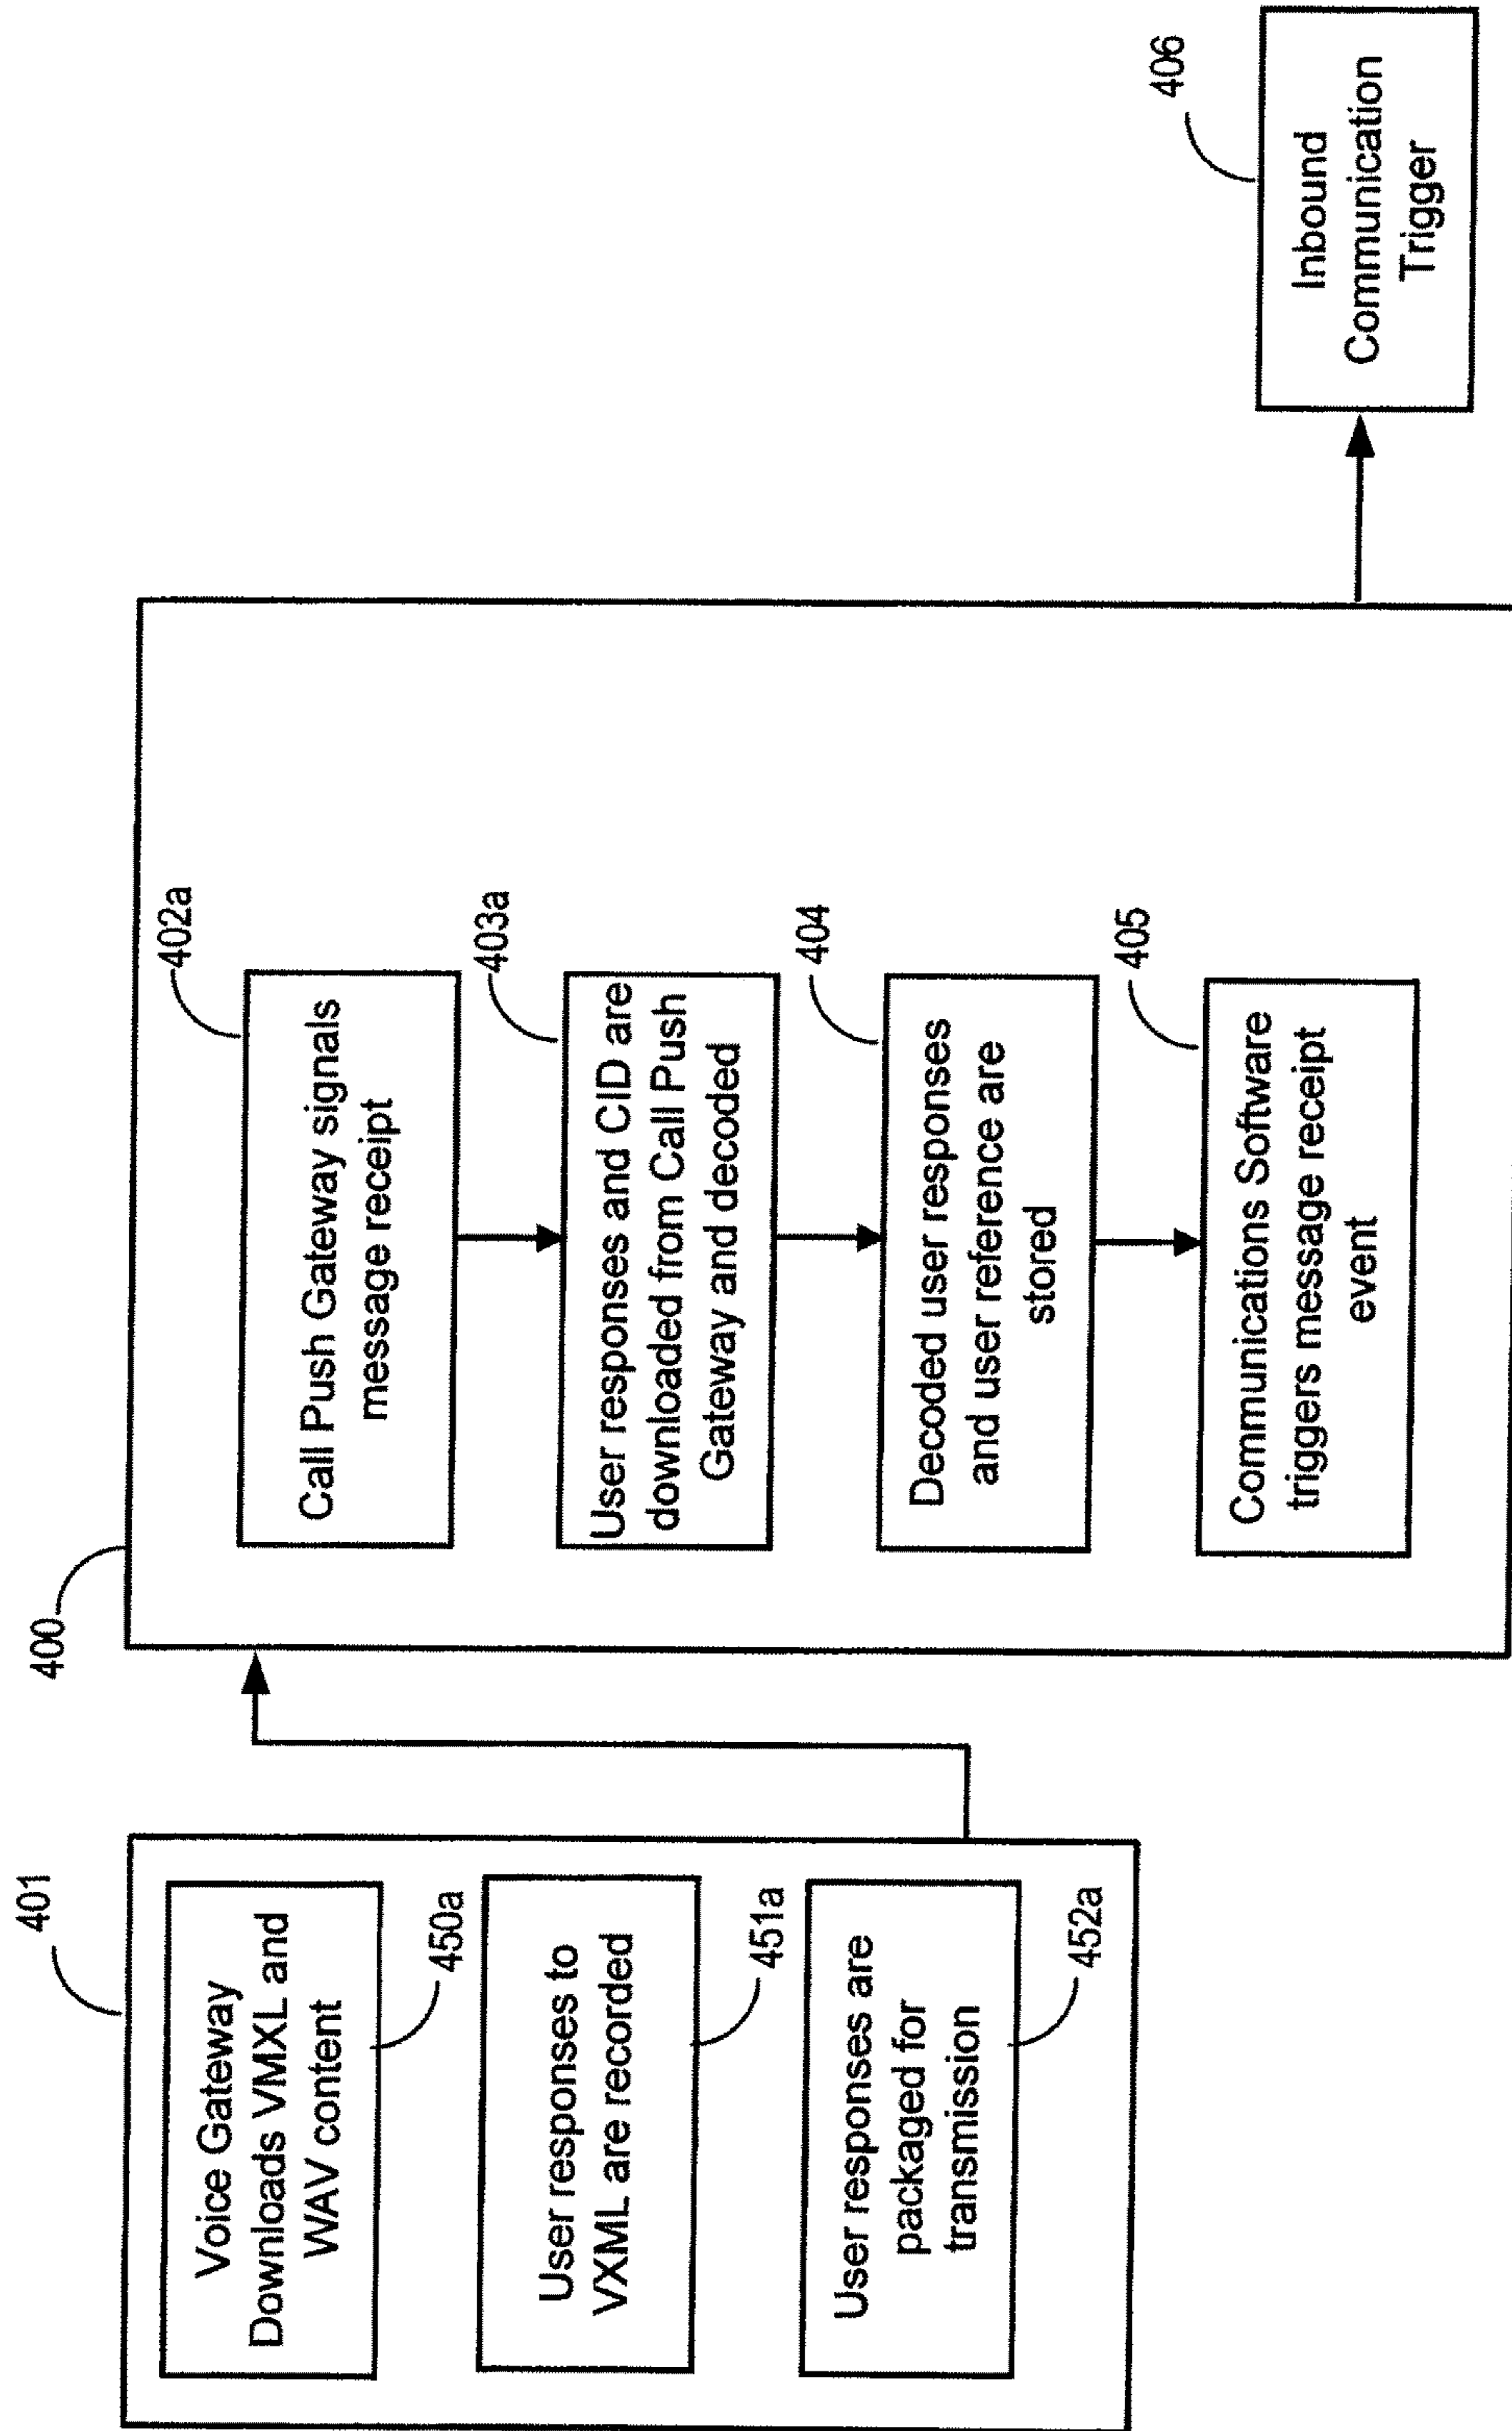 401
Voice Gateway
Downloads VMXL and
WAV content
450a
User responses to
VXML are recorded
451a
User responses are
packaged for
transmission
452a
400
402a
Call Push Gateway signals
message receipt
403a
User responses and CID are
downloaded from Call Push
Gateway and decoded
404
Decoded user responses
and user reference are
stored
405
Communications Software
triggers message receipt
event
406
Inbound
Communication
Trigger